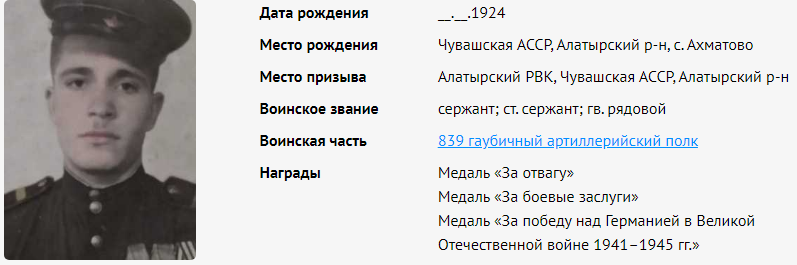 Дата рождения __.__.1924
Место рождения Чувашская АССР, Алатырский р-н, с. Ахматово
Место призыва Алатырский РВК, Чувашская АССР, Алатырский р-н
Воинское звание сержант; ст. сержант; гв. рядовой
Воинская часть 839 гаубичный артиллерийский полк
Награды Медаль «За отвагу»
Медаль «За боевые заслуги»
Медаль «За победу над Германией в Великой
Отечественной войне 1941–1945 гг.»